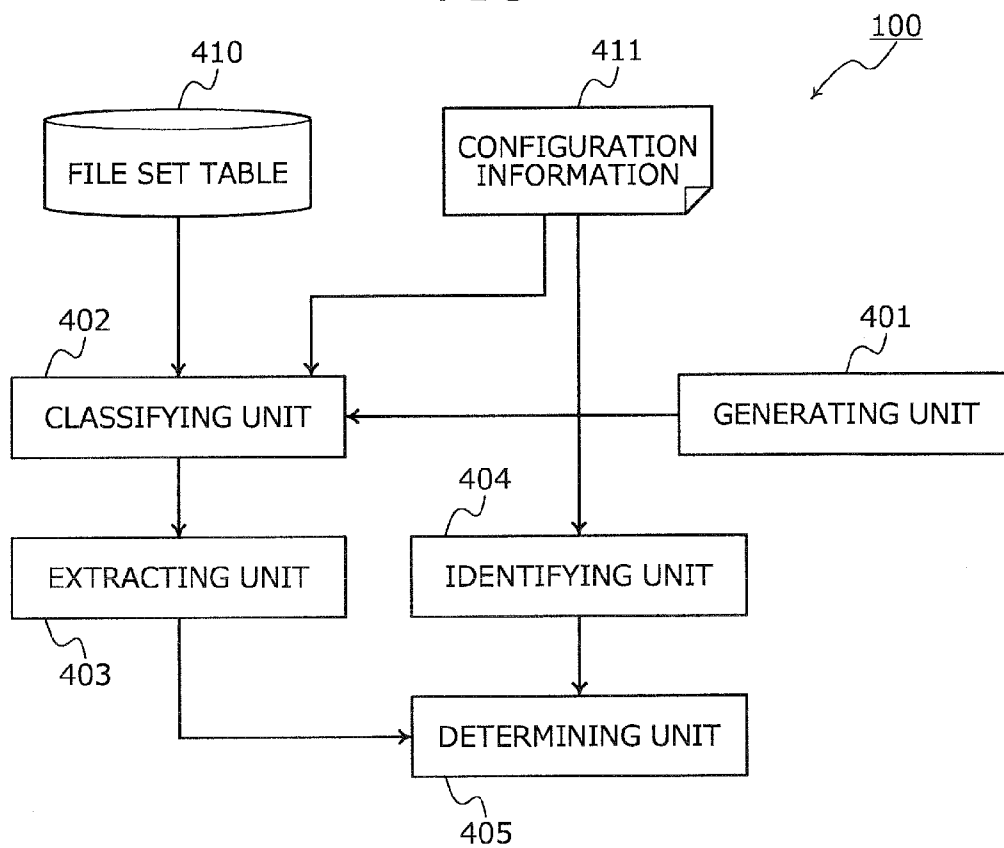 100
410
411
FILE SET TABLE
CONFIGURATION
INFORMATION
402
401
CLASSIFYING UNIT
GENERATING UNIT
404
EXTRACTING UNIT
IDENTIFYING UNIT
403
DETERMINING UNIT
405